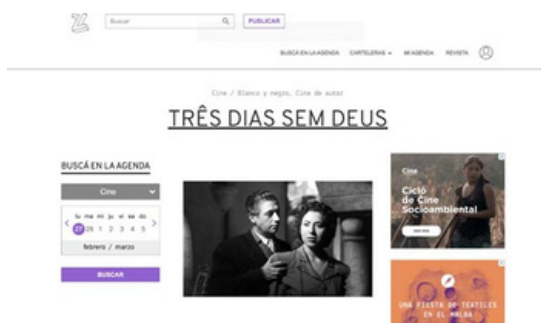 Buscar
PUBLICAR
BUSCÁ EN LA AGENDA CARTELERAS MI AGENDA REVISTA
Cine / Blanco y negro, Cine de autor
TRÊS DIAS SEM DEUS
BUSCÁ EN LA AGENDA
Cine
lu ma mi ju vi sa do
27 28 1 2 3 4 5
febrero / marzo
BUSCAR
Cine
Ciclo
de Cine
Socioambiental
UNA FIESTA DE TEXTILES
EN EL MALBA